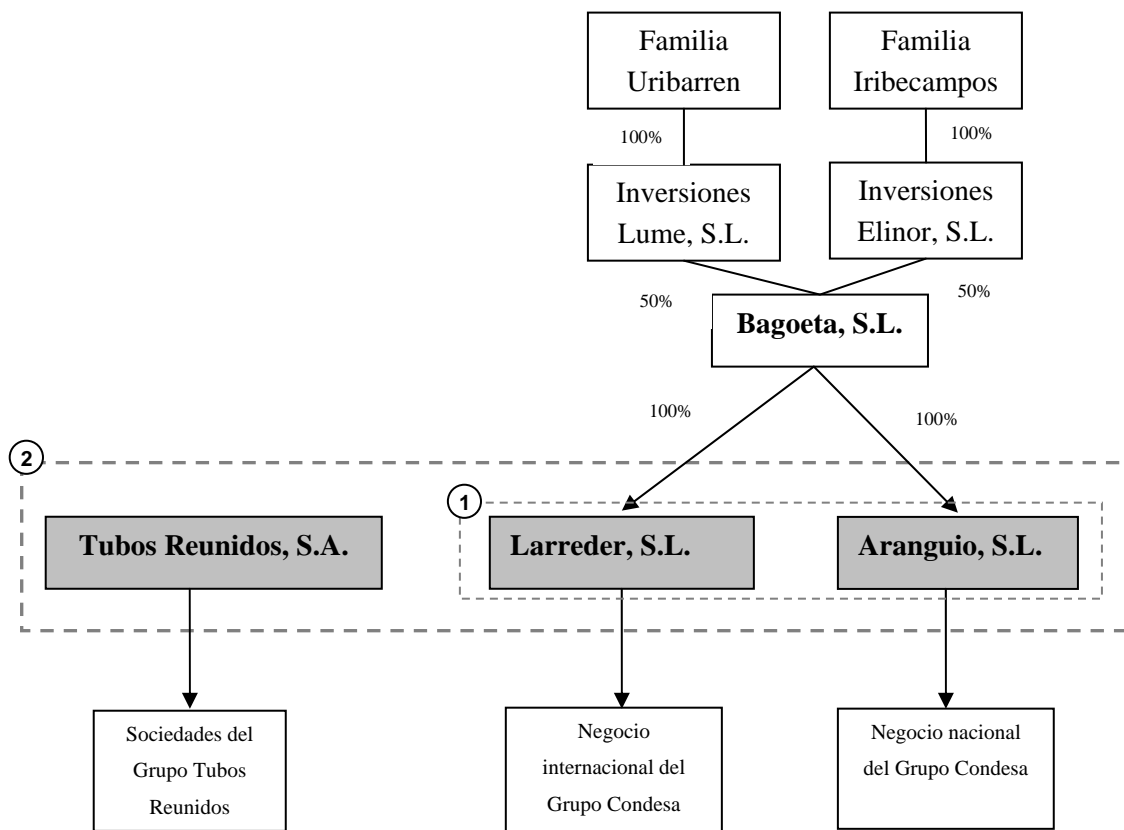 Familia
Uribarren
Familia
Iribecampos
100%
100%
Inversiones
Lume, S.L.
Inversiones
Elinor, S.L.
50%
50%
Bagoeta, S.L.
100%
100%
2
1
Tubos Reunidos, S.A.
Larreder, S.L.
Aranguio, S.L.
Sociedades del
Grupo Tubos
Reunidos
Negocio
internacional del
Grupo Condesa
Negocio nacional
del Grupo Condesa